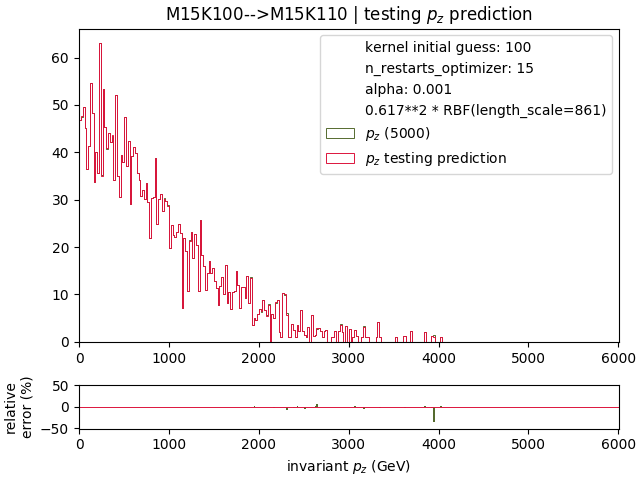 M15K100-->M15K110 | testing p_z prediction
kernel initial guess: 100
n_restarts_optimizer: 15
alpha: 0.001
0.617**2 * RBF(length_scale=861)
p_z (5000)
p_z testing prediction
60
50
40
30
20
10
0
0 1000 2000 3000 4000 5000 6000
relative
error (%)
50
0
−50
0 1000 2000 3000 4000 5000 6000
invariant p_z (GeV)